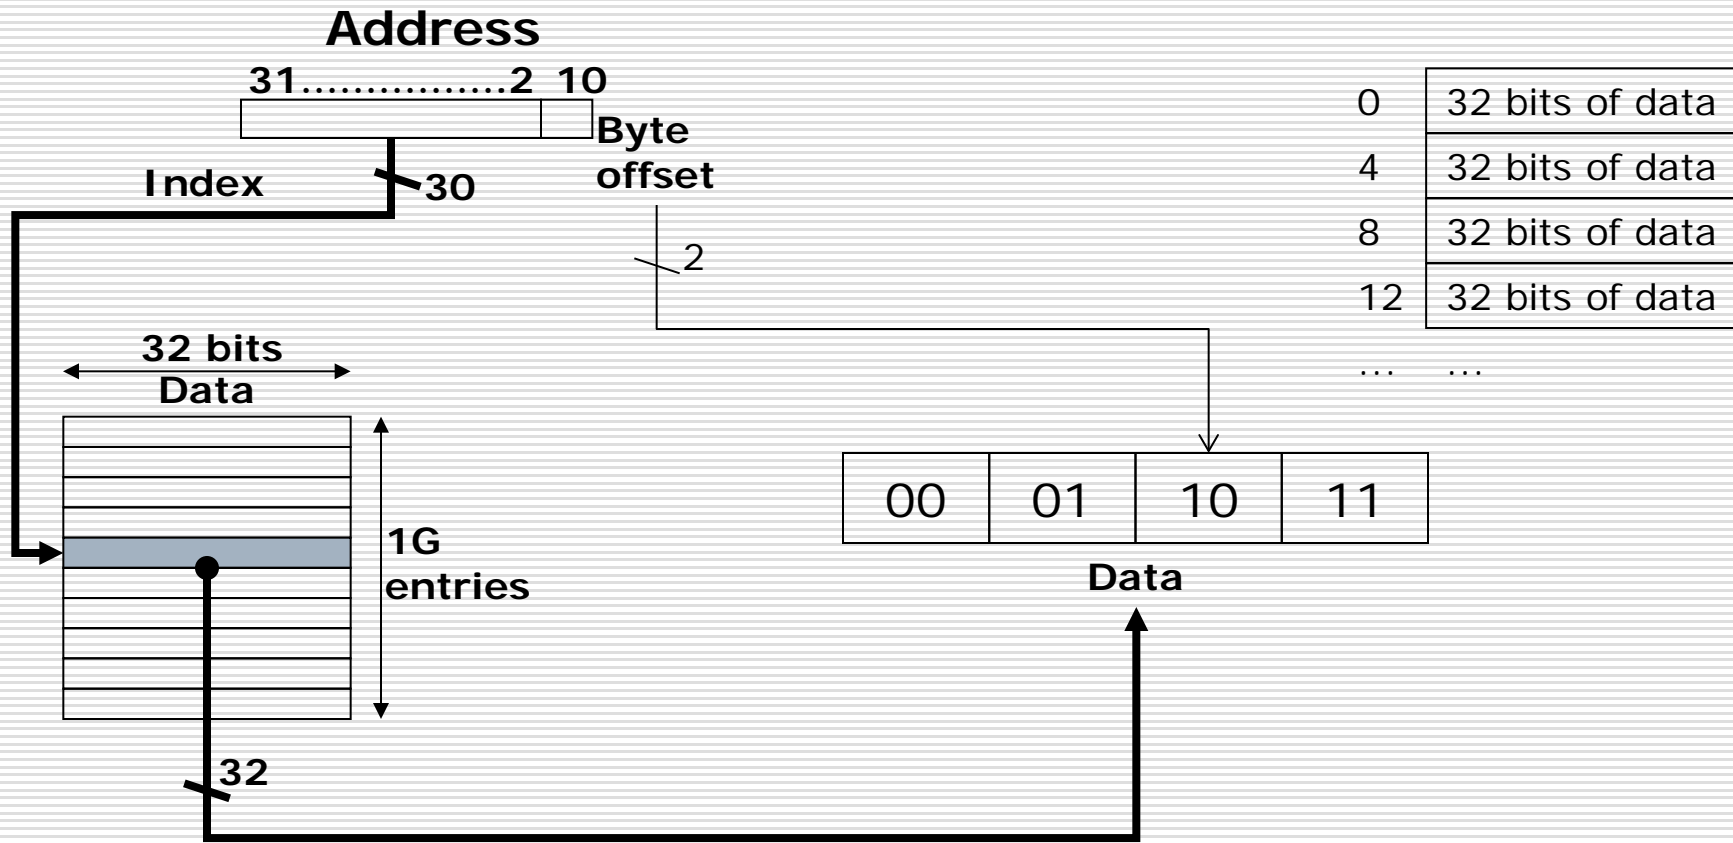 Address
31................2 10
Byte
offset
Index
30
2
32 bits
Data
1G
entries
32
00 01 10 11
Data
0 32 bits of data
4 32 bits of data
8 32 bits of data
12 32 bits of data
... ...